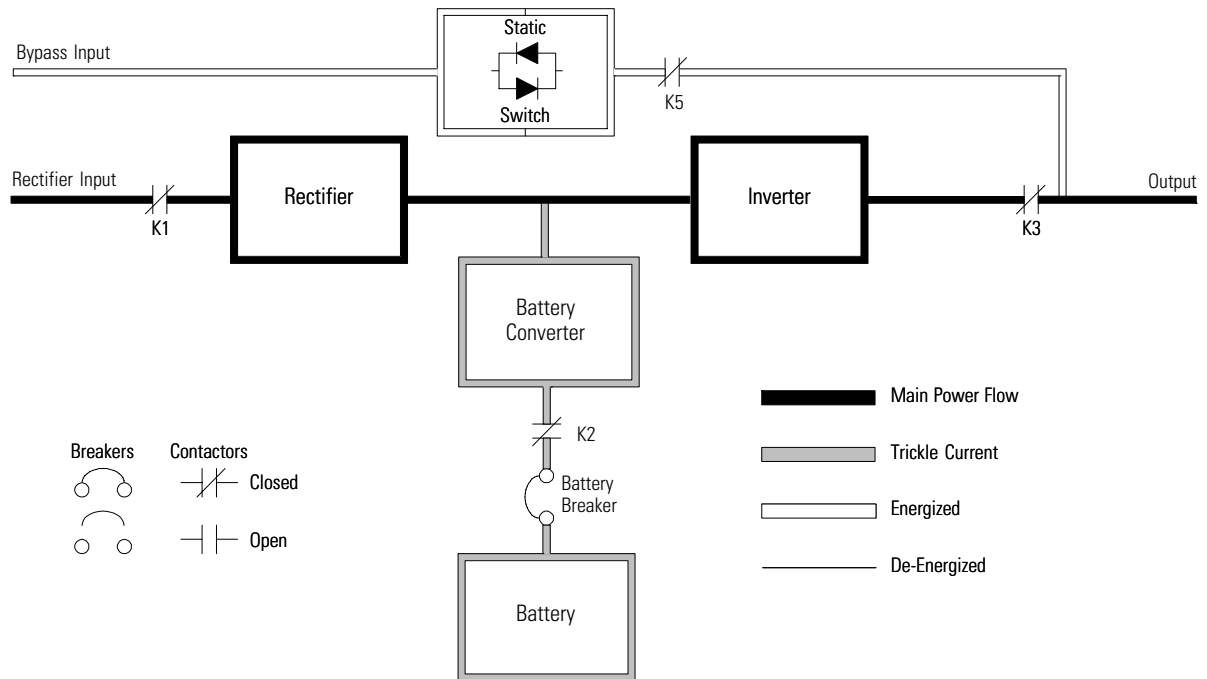 Static
Switch
Bypass Input
K5
Rectifier Input
K1
Rectifier
Inverter
K3
Output
Battery
Converter
K2
Battery
Breaker
Battery
Breakers
Contactors
Closed
Open
Main Power Flow
Trickle Current
Energized
De-Energized